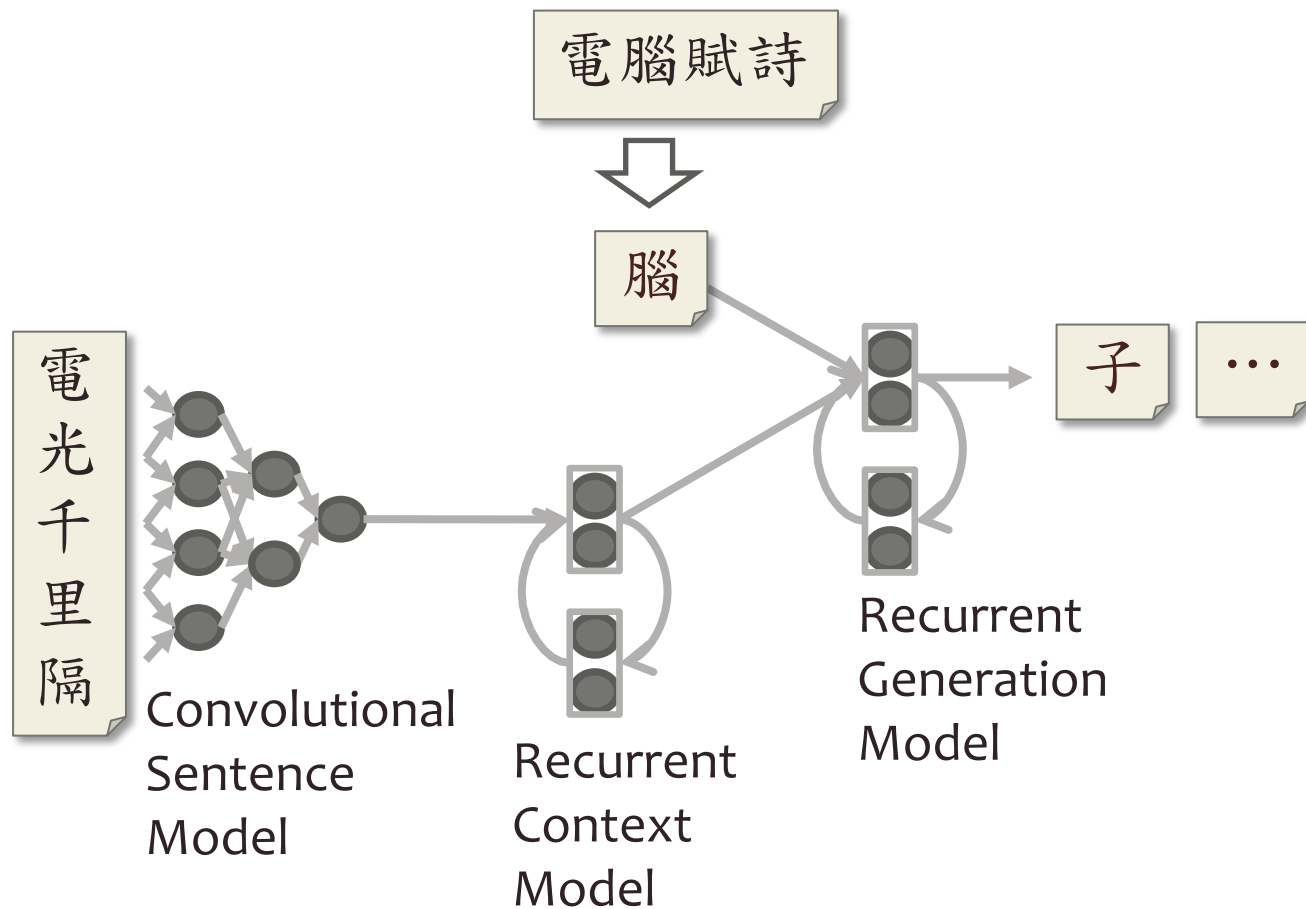 電腦賦詩
腦
電光千里隔
子
…
Convolutional
Sentence
Model
Recurrent
Context
Model
Recurrent
Generation
Model